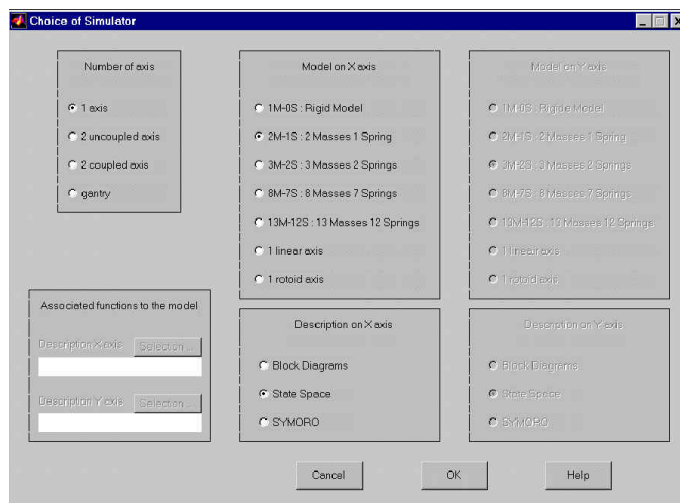 Choice of Simulator
Number of axis
1 axis
2 uncoupled axis
2 coupled axis
gantry
Model on X axis
1M-0S : Rigid Model
2M-1S : 2 Masses 1 Spring
3M-2S : 3 Masses 2 Springs
8M-7S : 8 Masses 7 Springs
13M-12S : 13 Masses 12 Springs
1 linear axis
1 rotoid axis
Model on Y axis
1M-0S : Rigide Model
2M-1S : 2 Masses 1 Spring
3M-2S : 3 Masses 2 Springs
8M-7S : 8 Masses 7 Springs
13M-12S : 13 Masses 12 Springs
1 linear axis
1 rotoid axis
Associated functions to the model
Description X axis
Selection ...
Description Y axis
Selection ...
Description on X axis
Block Diagrams
State Space
SYMORO
Description on Y axis
Block Diagrams
State Space
SYMORO
Cancel
OK
Help